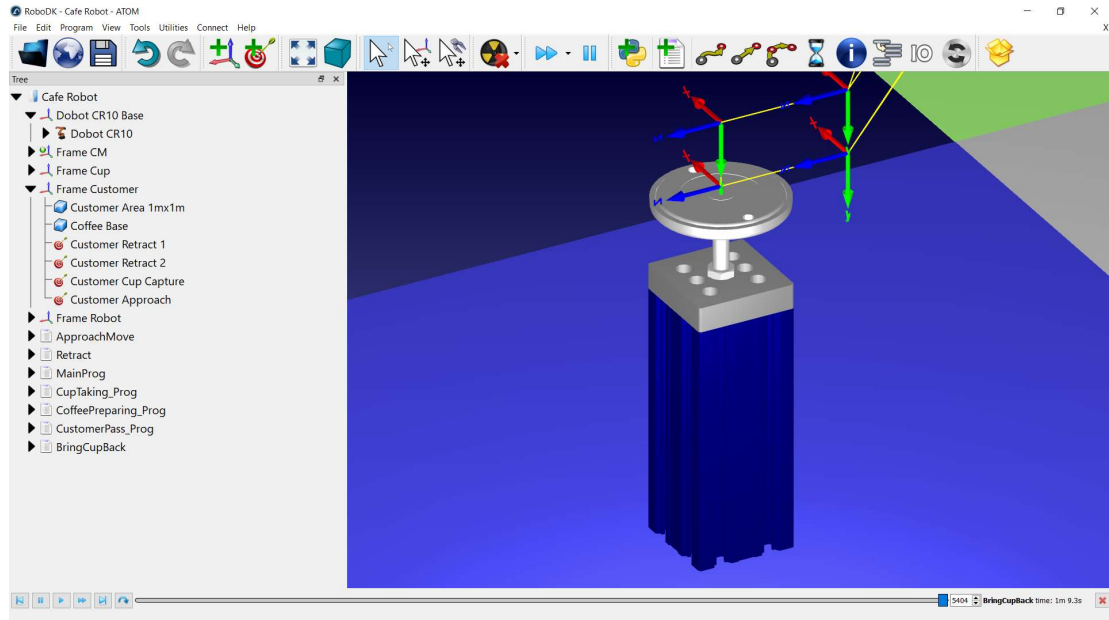 RoboDK - Cafe Robot - ATOM
File Edit Program View Tools Utilities Connect Help
X
IO
Tree
Cafe Robot
Dobot CR10 Base
Dobot CR10
Frame CM
Frame Cup
Frame Customer
Customer Area 1mx1m
Coffee Base
Customer Retract 1
Customer Retract 2
Customer Cup Capture
Customer Approach
Frame Robot
ApproachMove
Retract
MainProg
CupTaking_Prog
CoffeePreparing_Prog
CustomerPass_Prog
BringCupBack
5404 BringCupBack time: 1m 9.3s